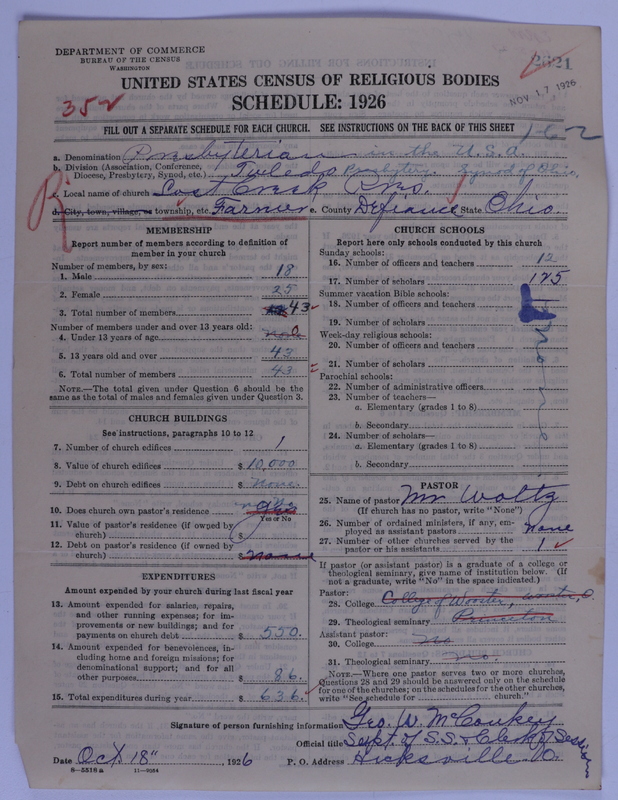 DEPARTMENT OF COMMERCE
BUREAU OF THE CENSUS
WASHINGTON
UNITED STATES CENSUS OF RELIGIOUS BODIES
SCHEDULE: 1926
NOV 17 1926
352
FILL OUT A SEPARATE SCHEDULE FOR EACH CHURCH. SEE INSTRUCTIONS ON THE BACK OF THIS SHEET
162
a. Denomination Presbyterian in the U.S.A.
b. Division (Association, Conference, Diocese, Presbytery, Synod, etc.) Toledo Presbytery Synod of Ohio
c. Local name of church Lost Creek Pres.
d. City, town, village, or township, etc. Farmer e. County Defiance State Ohio.
MEMBERSHIP
Report number of members according to definition of
member in your church
Number of members, by sex:
1. Male 18
2. Female 25
3. Total number of members 43
Number of members under and over 13 years old:
4. Under 13 years of age 0
5. 13 years old and over 43
6. Total number of members 43
NOTE.—The total given under Question 6 should be the
same as the total of males and females given under Question 3.
CHURCH BUILDINGS
See instructions, paragraphs 10 to 12
7. Number of church edifices 1
8. Value of church edifices $ 10,000
9. Debt on church edifices $ None.
10. Does church own pastor's residence no
Yes or No
11. Value of pastor's residence (if owned by
church) $
12. Debt on pastor's residence (if owned by
church) $ None
EXPENDITURES
Amount expended by your church during last fiscal year
13. Amount expended for salaries, repairs,
and other running expenses; for im-
provements or new buildings; and for
payments on church debt $ 550.
14. Amount expended for benevolences, in-
cluding home and foreign missions; for
denominational support; and for all
other purposes $ 86.
15. Total expenditures during year $ 636.
CHURCH SCHOOLS
Report here only schools conducted by this church
Sunday schools:
16. Number of officers and teachers 12
17. Number of scholars 125
Summer vacation Bible schools:
18. Number of officers and teachers
19. Number of scholars
Week-day religious schools:
20. Number of officers and teachers
21. Number of scholars
Parochial schools:
22. Number of administrative officers
23. Number of teachers—
a. Elementary (grades 1 to 8)
b. Secondary
24. Number of scholars—
a. Elementary (grades 1 to 8)
b. Secondary
none
PASTOR
25. Name of pastor Mr Woltz
(If church has no pastor, write "None")
26. Number of ordained ministers, if any, em-
ployed as assistant pastors None
27. Number of other churches served by the
pastor or his assistants 1
If pastor (or assistant pastor) is a graduate of a college or
theological seminary, give name of institution below. (If
not a graduate, write "No" in the space indicated.)
Pastor:
28. College College of Wooster, Wooster, O.
29. Theological seminary Princeton
Assistant pastor:
30. College No
31. Theological seminary No.
NOTE.—Where one pastor serves two or more churches,
Questions 28 and 29 should be answered only on the schedule
for one of the churches; on the schedules for the other churches,
write "See schedule for church."
Signature of person furnishing information Geo. W. McConkey
Official title Supt of S.S. & Clerk of Session
Date Oct 18" 1926 P. O. Address Hicksville O.
8-5518 a 11-9264